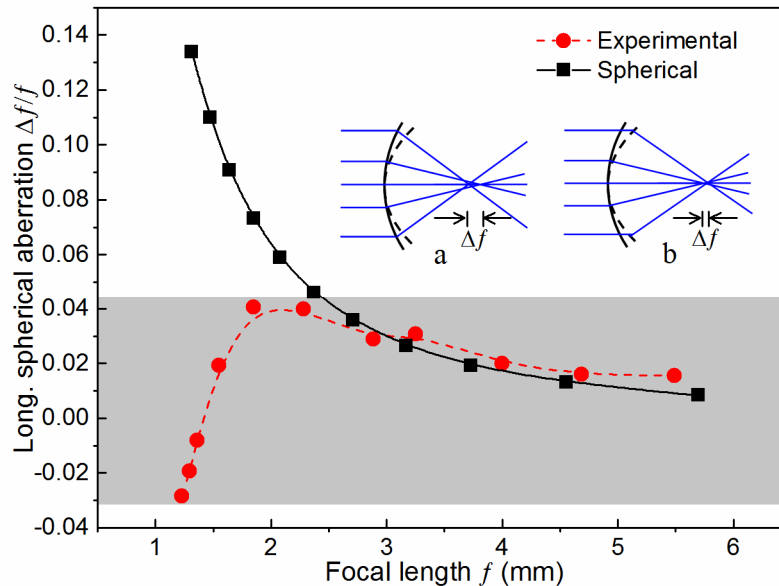 Long. spherical aberration Δf/f
0.14
0.12
0.10
0.08
0.06
0.04
0.02
0.00
-0.02
-0.04
Experimental
Spherical
Δf
a
Δf
b
1 2 3 4 5 6
Focal length f (mm)